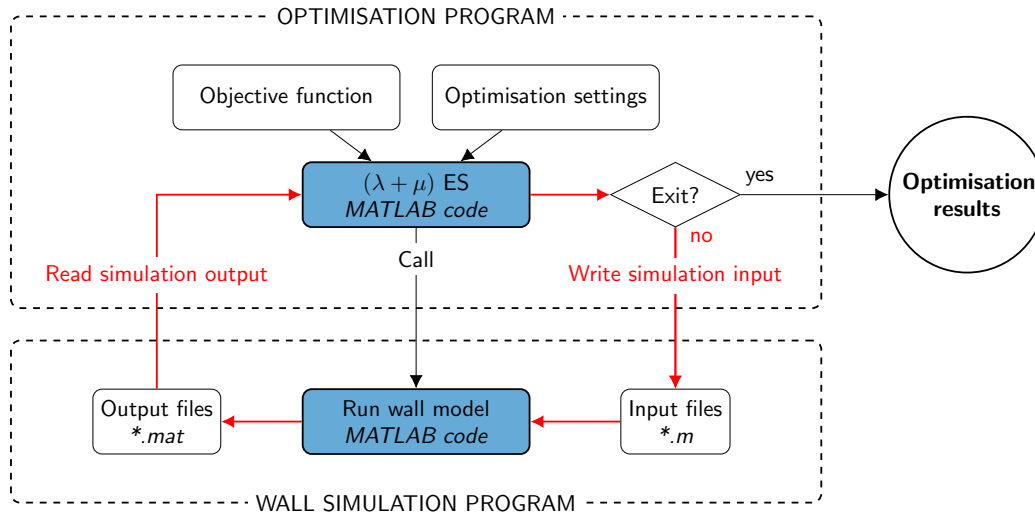 OPTIMISATION PROGRAM
Objective function
Optimisation settings
(λ + μ) ES
MATLAB code
Exit?
yes
no
Optimisation
results
Read simulation output
Call
Write simulation input
Output files
*.mat
Run wall model
MATLAB code
Input files
*.m
WALL SIMULATION PROGRAM